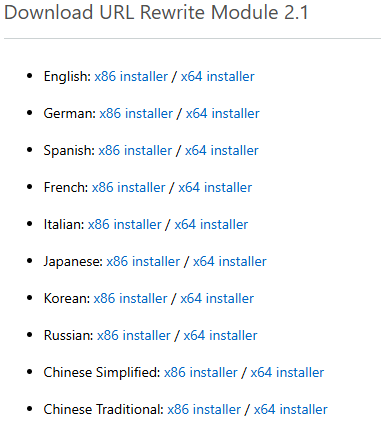 Download URL Rewrite Module 2.1
English: x86 installer / x64 installer
German: x86 installer / x64 installer
Spanish: x86 installer / x64 installer
French: x86 installer / x64 installer
Italian: x86 installer / x64 installer
Japanese: x86 installer / x64 installer
Korean: x86 installer / x64 installer
Russian: x86 installer / x64 installer
Chinese Simplified: x86 installer / x64 installer
Chinese Traditional: x86 installer / x64 installer